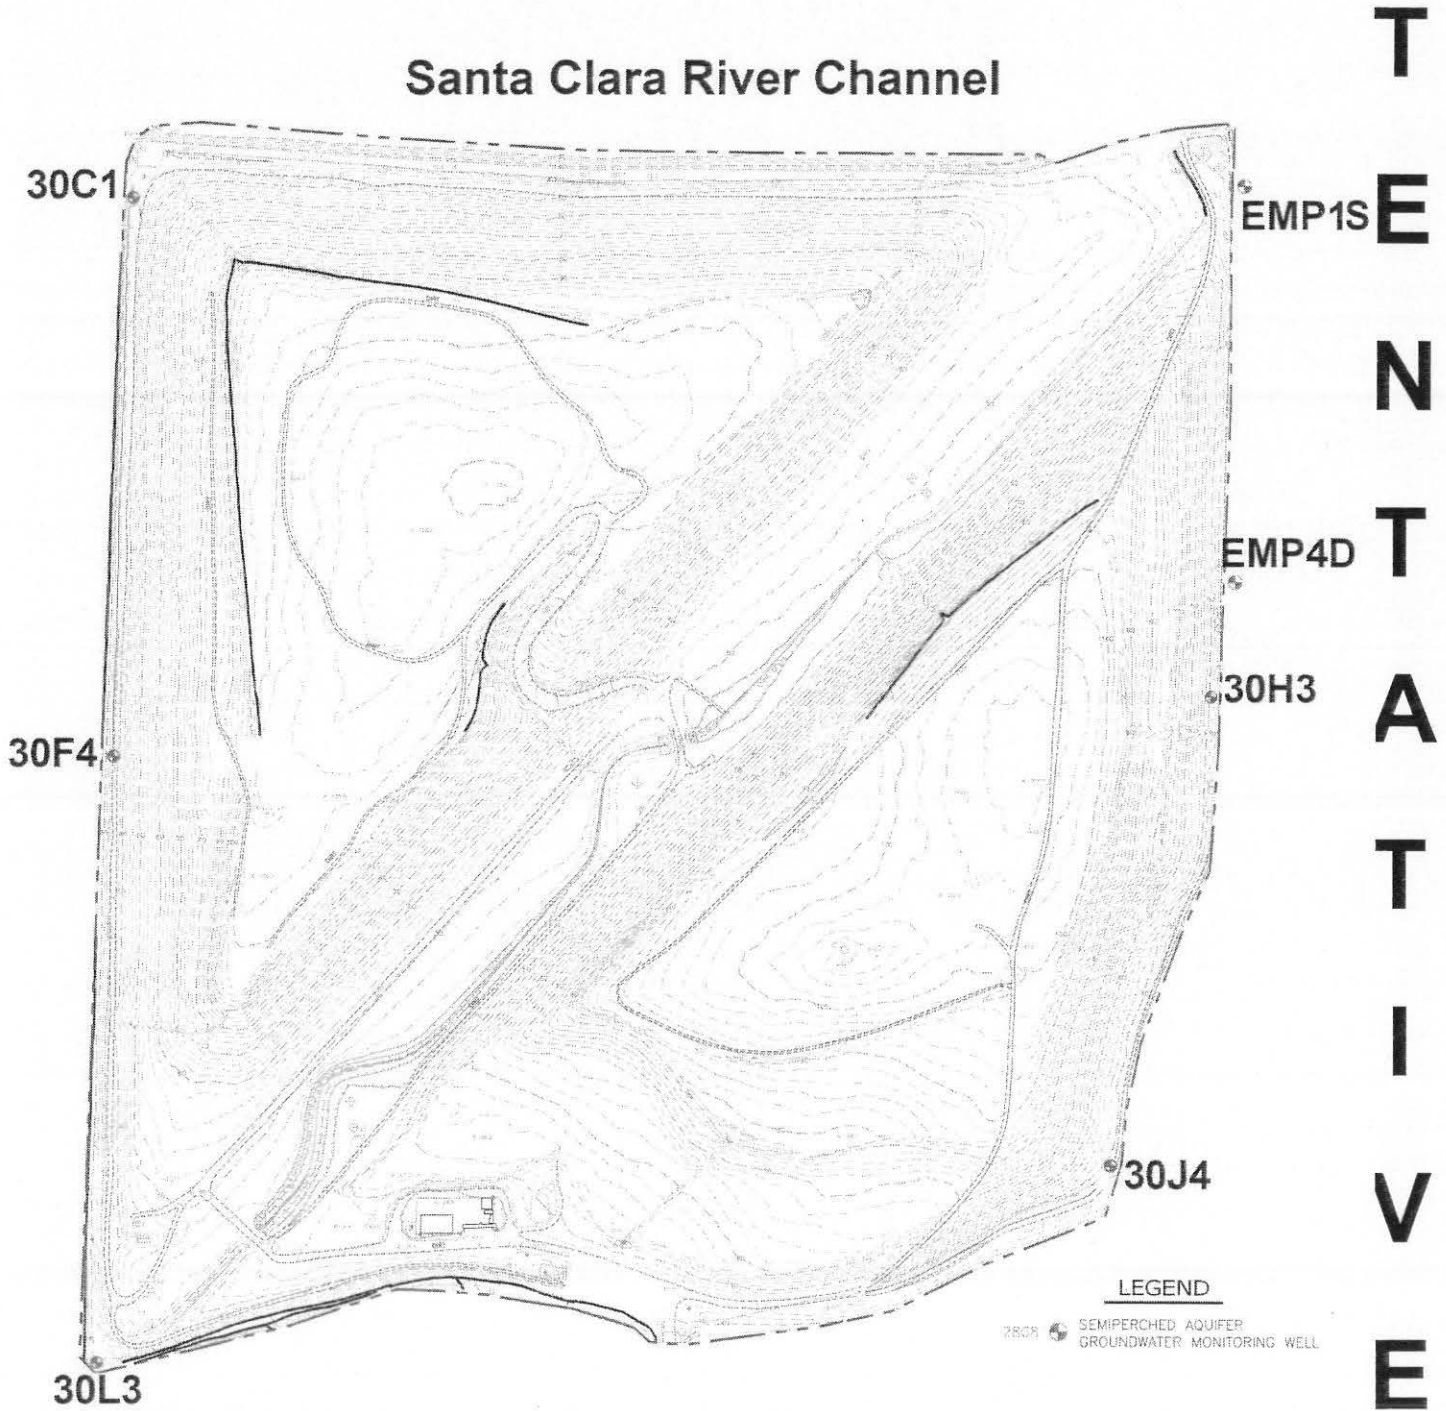 Santa Clara River Channel
30C1
EMP1S
EMP4D
30H3
30F4
30J4
LEGEND
SEMIPERCHED AQUIFER
GROUNDWATER MONITORING WELL
30L3
T
E
N
T
A
T
I
V
E